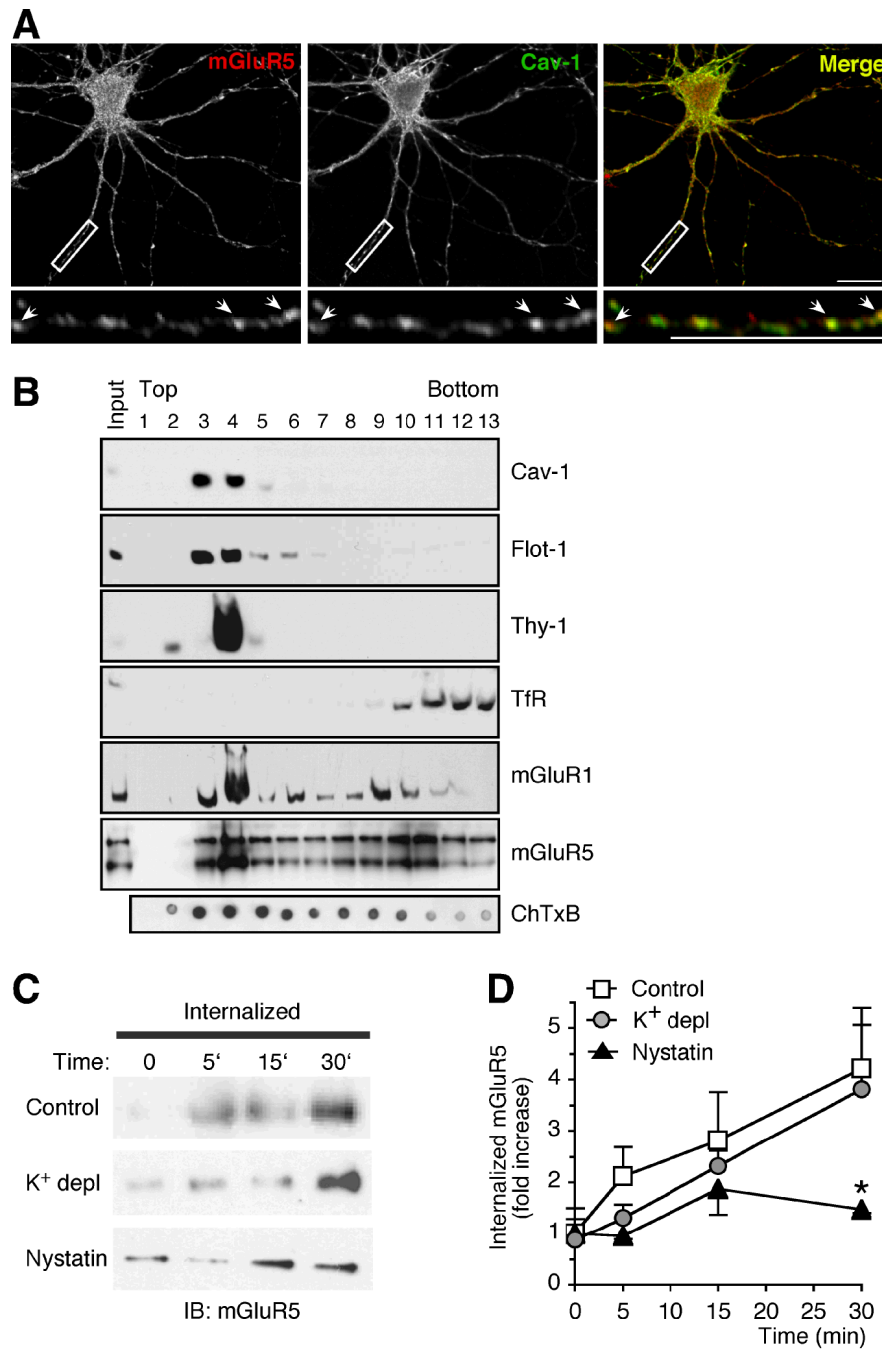 A
mGluR5
Cav-1
Merge
B
Input
Top
Bottom
1 2 3 4 5 6 7 8 9 10 11 12 13
Cav-1
Flot-1
Thy-1
TfR
mGluR1
mGluR5
ChTxB
C
Internalized
Time: 0 5‘ 15‘ 30‘
Control
K⁺ depl
Nystatin
IB: mGluR5
D
Control
K⁺ depl
Nystatin
Internalized mGluR5
(fold increase)
5
4
3
2
1
0
*
0 5 10 15 20 25 30
Time (min)